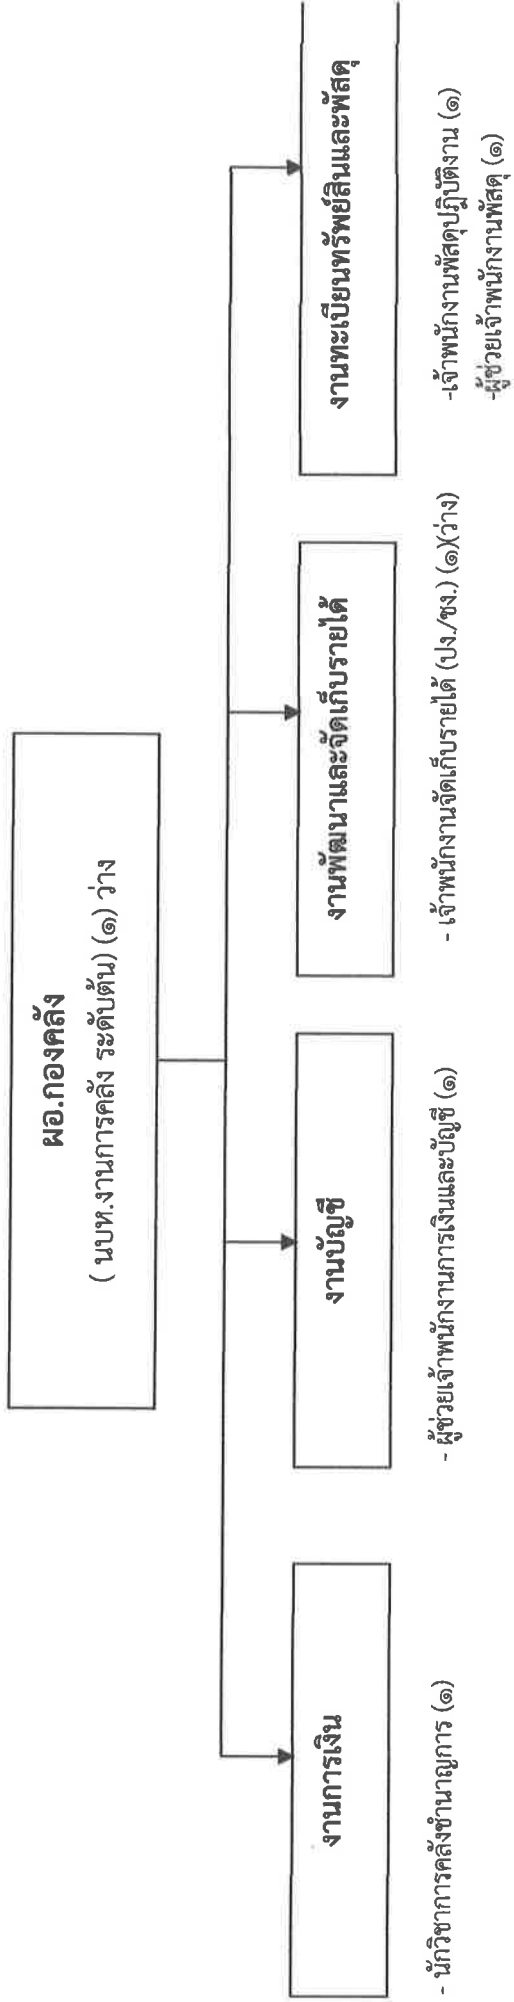 ผอ.กองคลัง
( นบท.งานการคลัง ระดับต้น) (๑) ว่าง
งานการเงิน
- นักวิชาการคลังชำนาญการ (๑)
งานบัญชี
- ผู้ช่วยเจ้าพนักงานการเงินและบัญชี (๑)
งานพัฒนาและจัดเก็บรายได้
- เจ้าพนักงานจัดเก็บรายได้ (ปง./ชง.) (๑)(ว่าง)
งานทะเบียนทรัพย์สินและพัสดุ
-เจ้าพนักงานพัสดุปฏิบัติงาน (๑)
-ผู้ช่วยเจ้าพนักงานพัสดุ (๑)